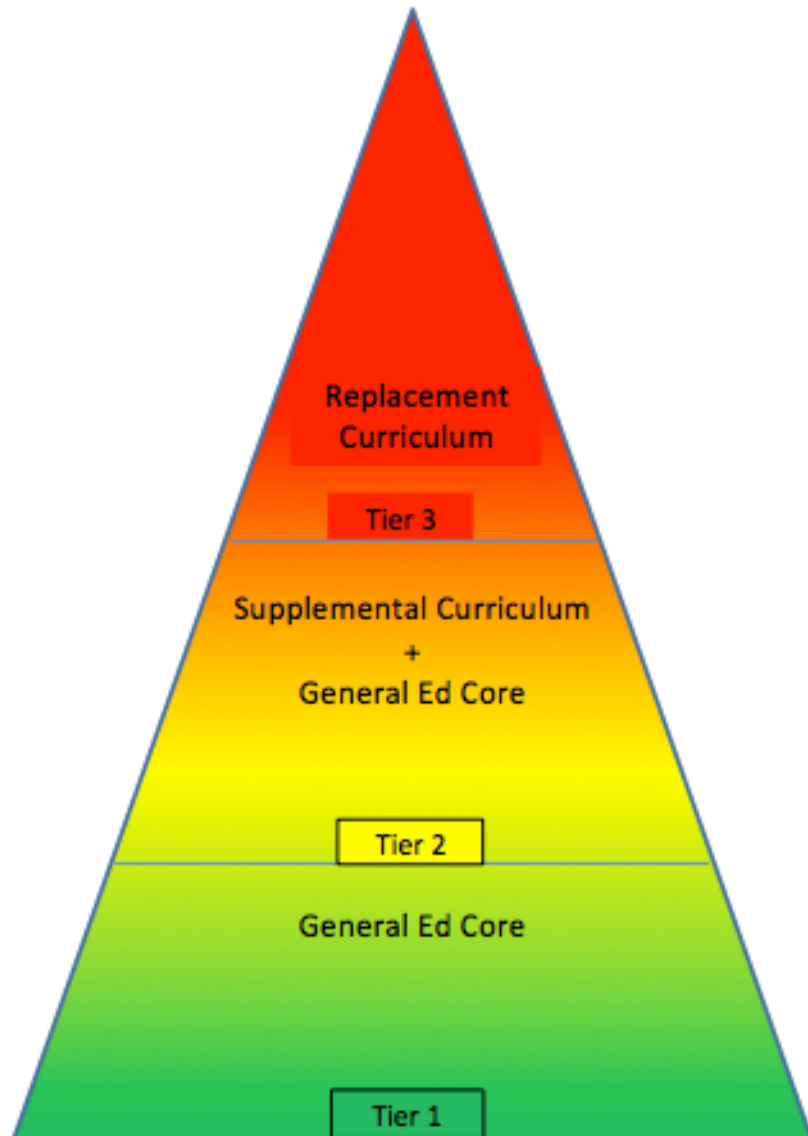 Replacement
Curriculum
Tier 3
Supplemental Curriculum
+
General Ed Core
Tier 2
General Ed Core
Tier 1